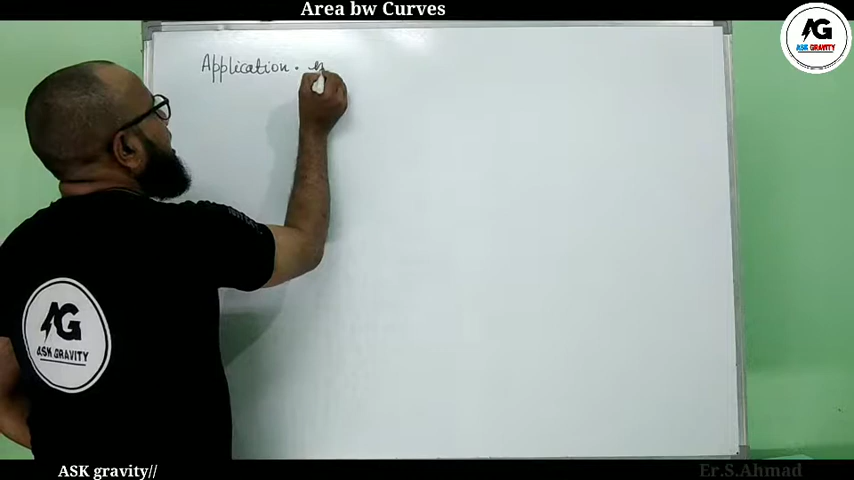 Area bw Curves
AG
ASK GRAVITY
Application.
AG
ASK GRAVITY
ASK gravity//
Er.S.Ahmad